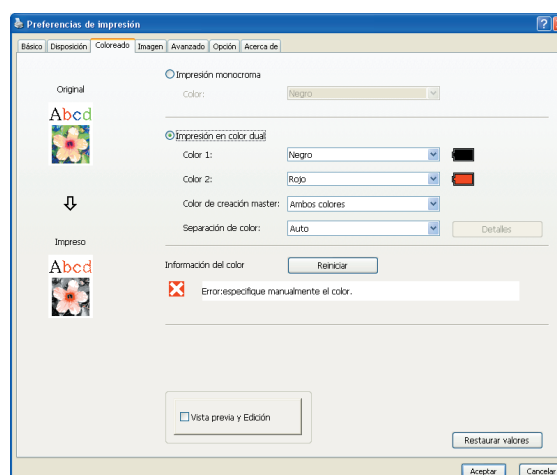 Preferencias de impresión
Básico Disposición Coloreado Imagen Avanzado Opción Acerca de
Original
Abcd
Impreso
Abcd
Impresión monocroma
Color: Negro
Impresión en color dual
Color 1: Negro
Color 2: Rojo
Color de creación master: Ambos colores
Separación de color: Auto Detalles
Información del color Reiniciar
Error:especifique manualmente el color.
Vista previa y Edición
Restaurar valores
Aceptar Cancelar